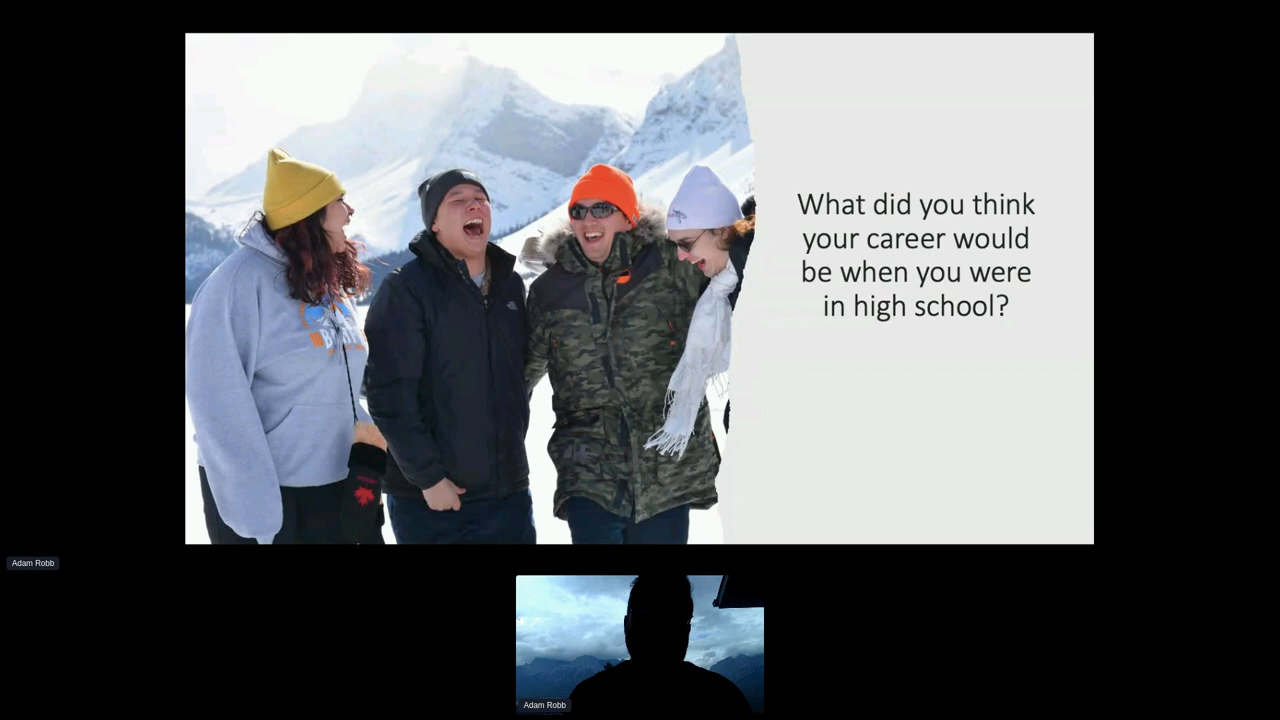 What did you think
your career would
be when you were
in high school?
Adam Robb
Adam Robb